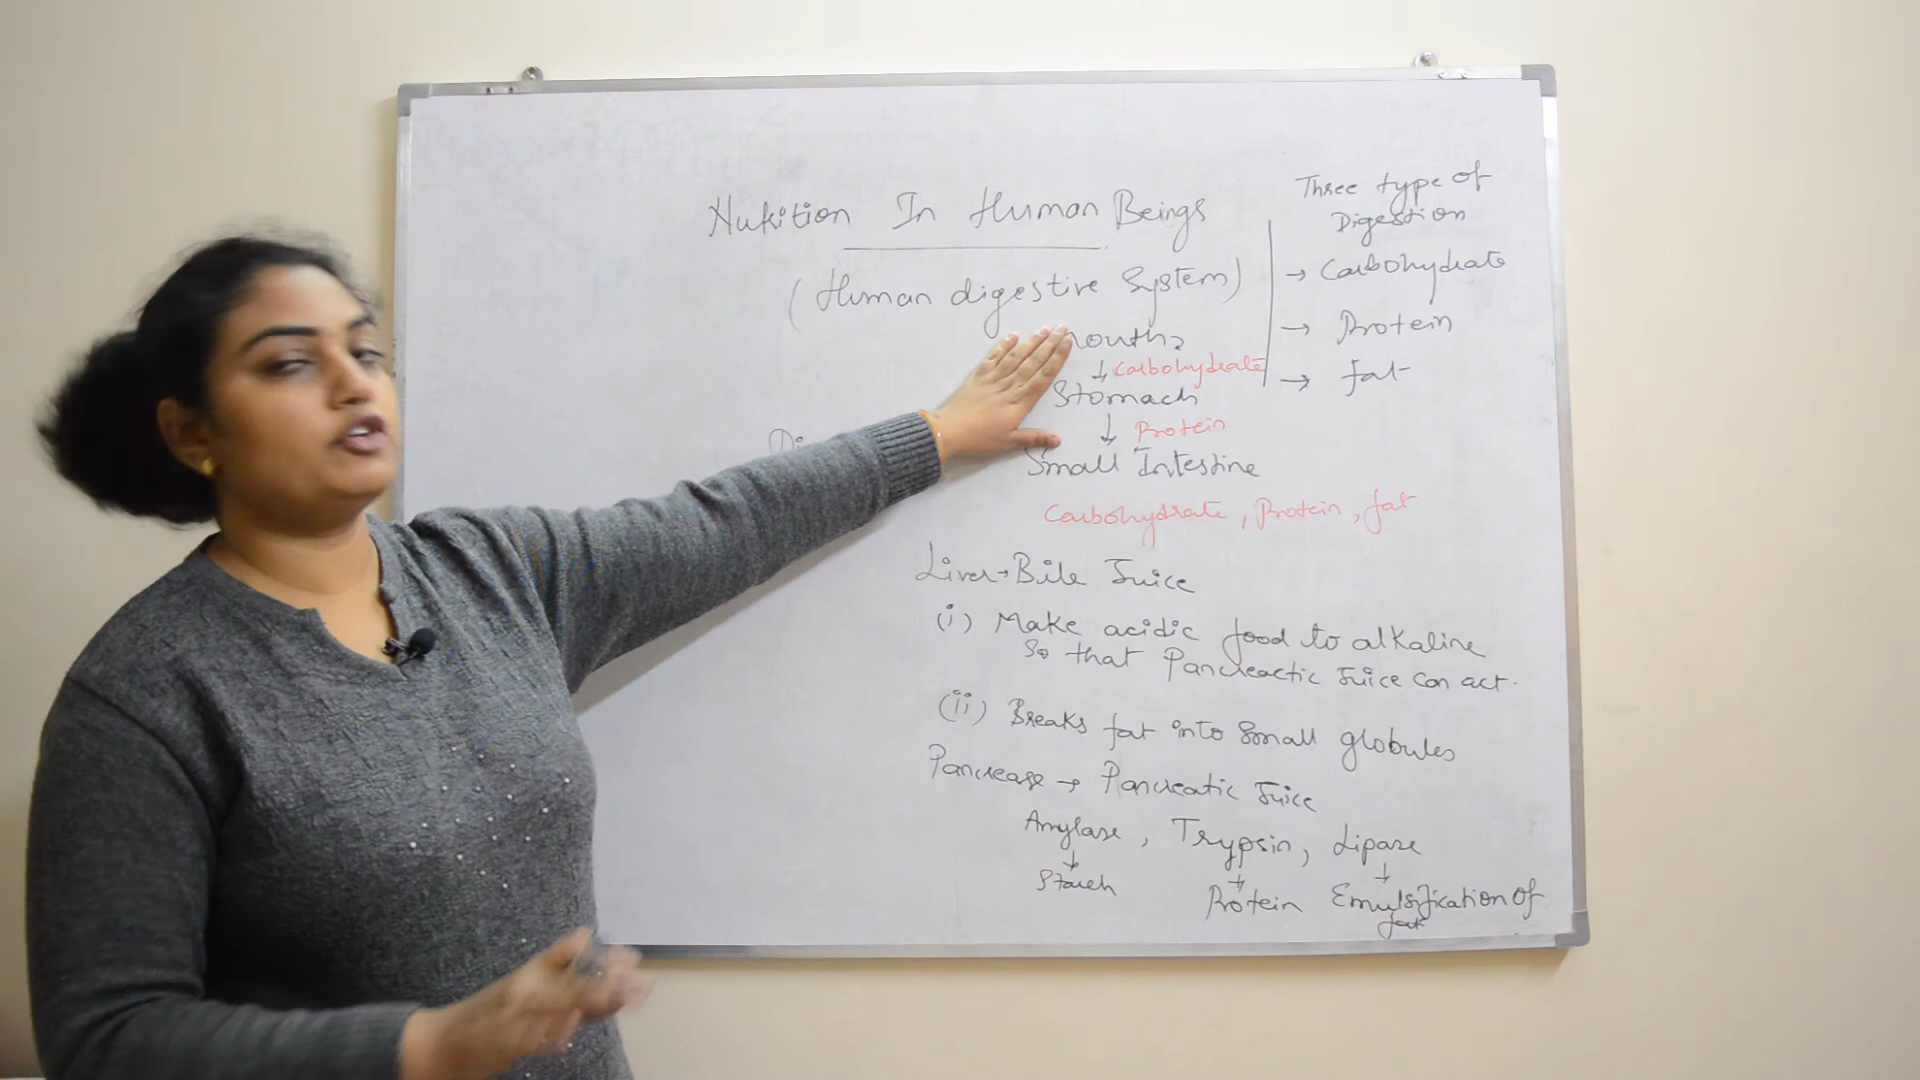 Nutrition In Human Beings
(Human digestive System)
mouth
↓ Carbohydrate
Stomach
↓ Protein
Small Intestine
Carbohydrate, Protein, fat
Three type of
Digestion
→ Carbohydrate
→ Protein
→ fat
Liver → Bile Juice
(i) Make acidic food to alkaline
So that Pancreactic Juice can act.
(ii) Breaks fat into Small globules
Pancrease → Pancreatic Juice
Amylase, Trypsin, Lipase
↓ ↓ ↓
Starch Protein Emulsification of
fat